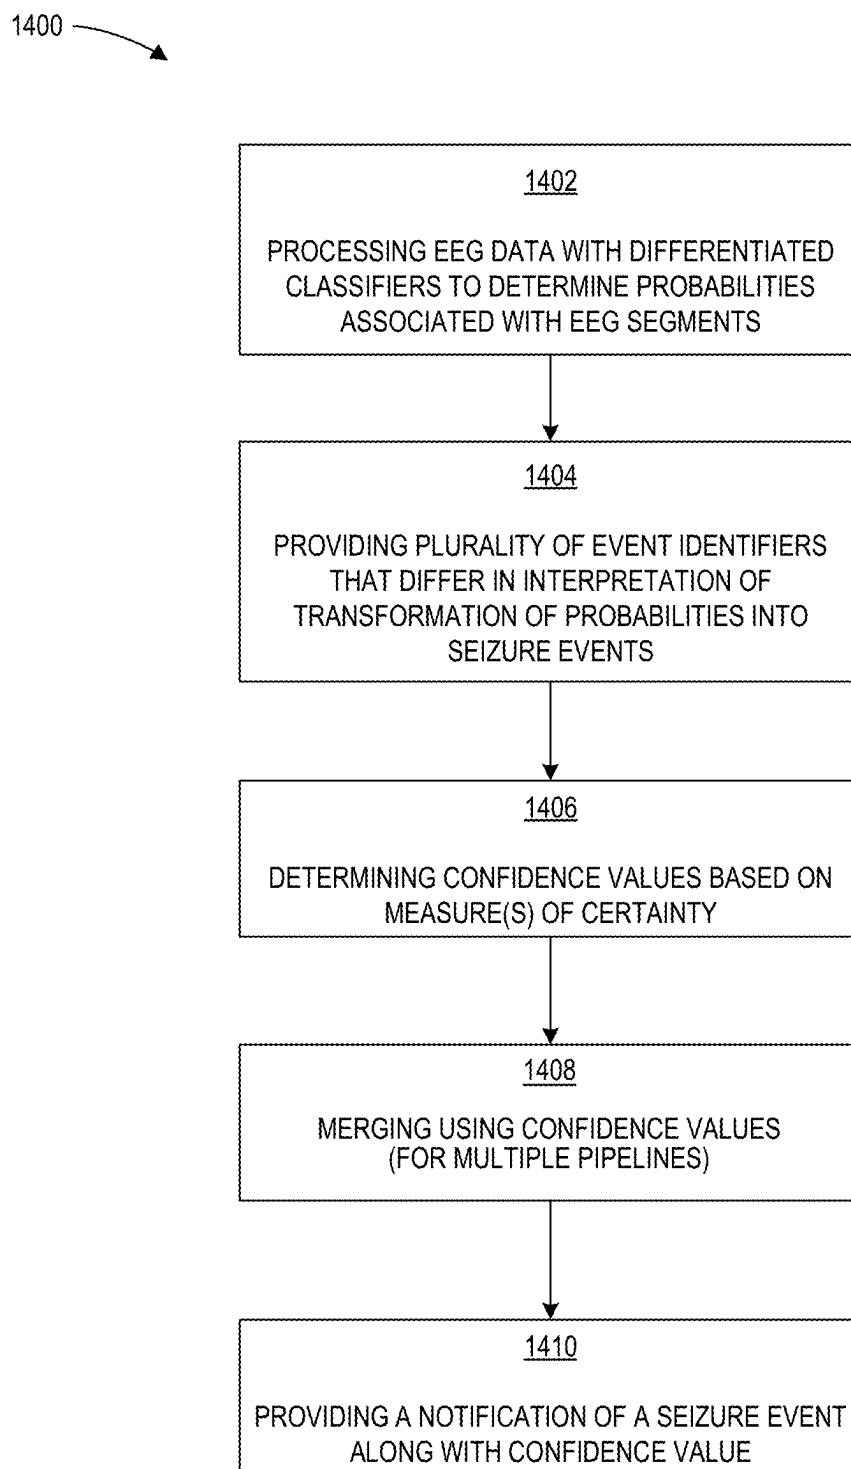 1400
1402
PROCESSING EEG DATA WITH DIFFERENTIATED
CLASSIFIERS TO DETERMINE PROBABILITIES
ASSOCIATED WITH EEG SEGMENTS
1404
PROVIDING PLURALITY OF EVENT IDENTIFIERS
THAT DIFFER IN INTERPRETATION OF
TRANSFORMATION OF PROBABILITIES INTO
SEIZURE EVENTS
1406
DETERMINING CONFIDENCE VALUES BASED ON
MEASURE(S) OF CERTAINTY
1408
MERGING USING CONFIDENCE VALUES
(FOR MULTIPLE PIPELINES)
1410
PROVIDING A NOTIFICATION OF A SEIZURE EVENT
ALONG WITH CONFIDENCE VALUE